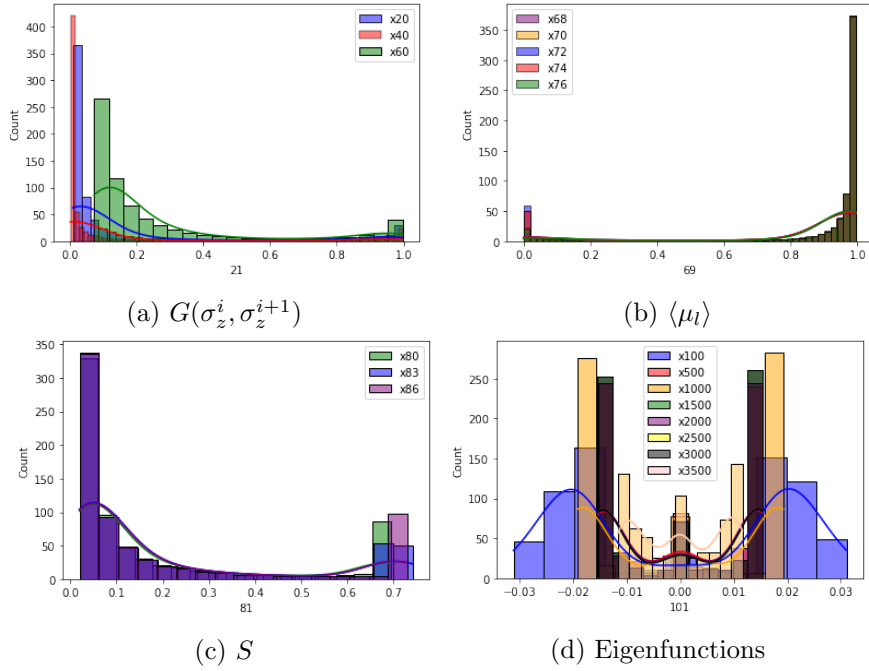 400
350
300
250
200
150
100
50
0
Count
0.0 0.2 0.4 0.6 0.8 1.0
21
x20
x40
x60
(a) G(σ_z^i, σ_z^{i+1})
350
300
250
200
150
100
50
0
Count
0.0 0.2 0.4 0.6 0.8 1.0
69
x68
x70
x72
x74
x76
(b) ⟨μ_l⟩
350
300
250
200
150
100
50
0
Count
0.0 0.1 0.2 0.3 0.4 0.5 0.6 0.7
81
x80
x83
x86
(c) S
250
200
150
100
50
0
Count
−0.03 −0.02 −0.01 0.00 0.01 0.02 0.03
101
x100
x500
x1000
x1500
x2000
x2500
x3000
x3500
(d) Eigenfunctions